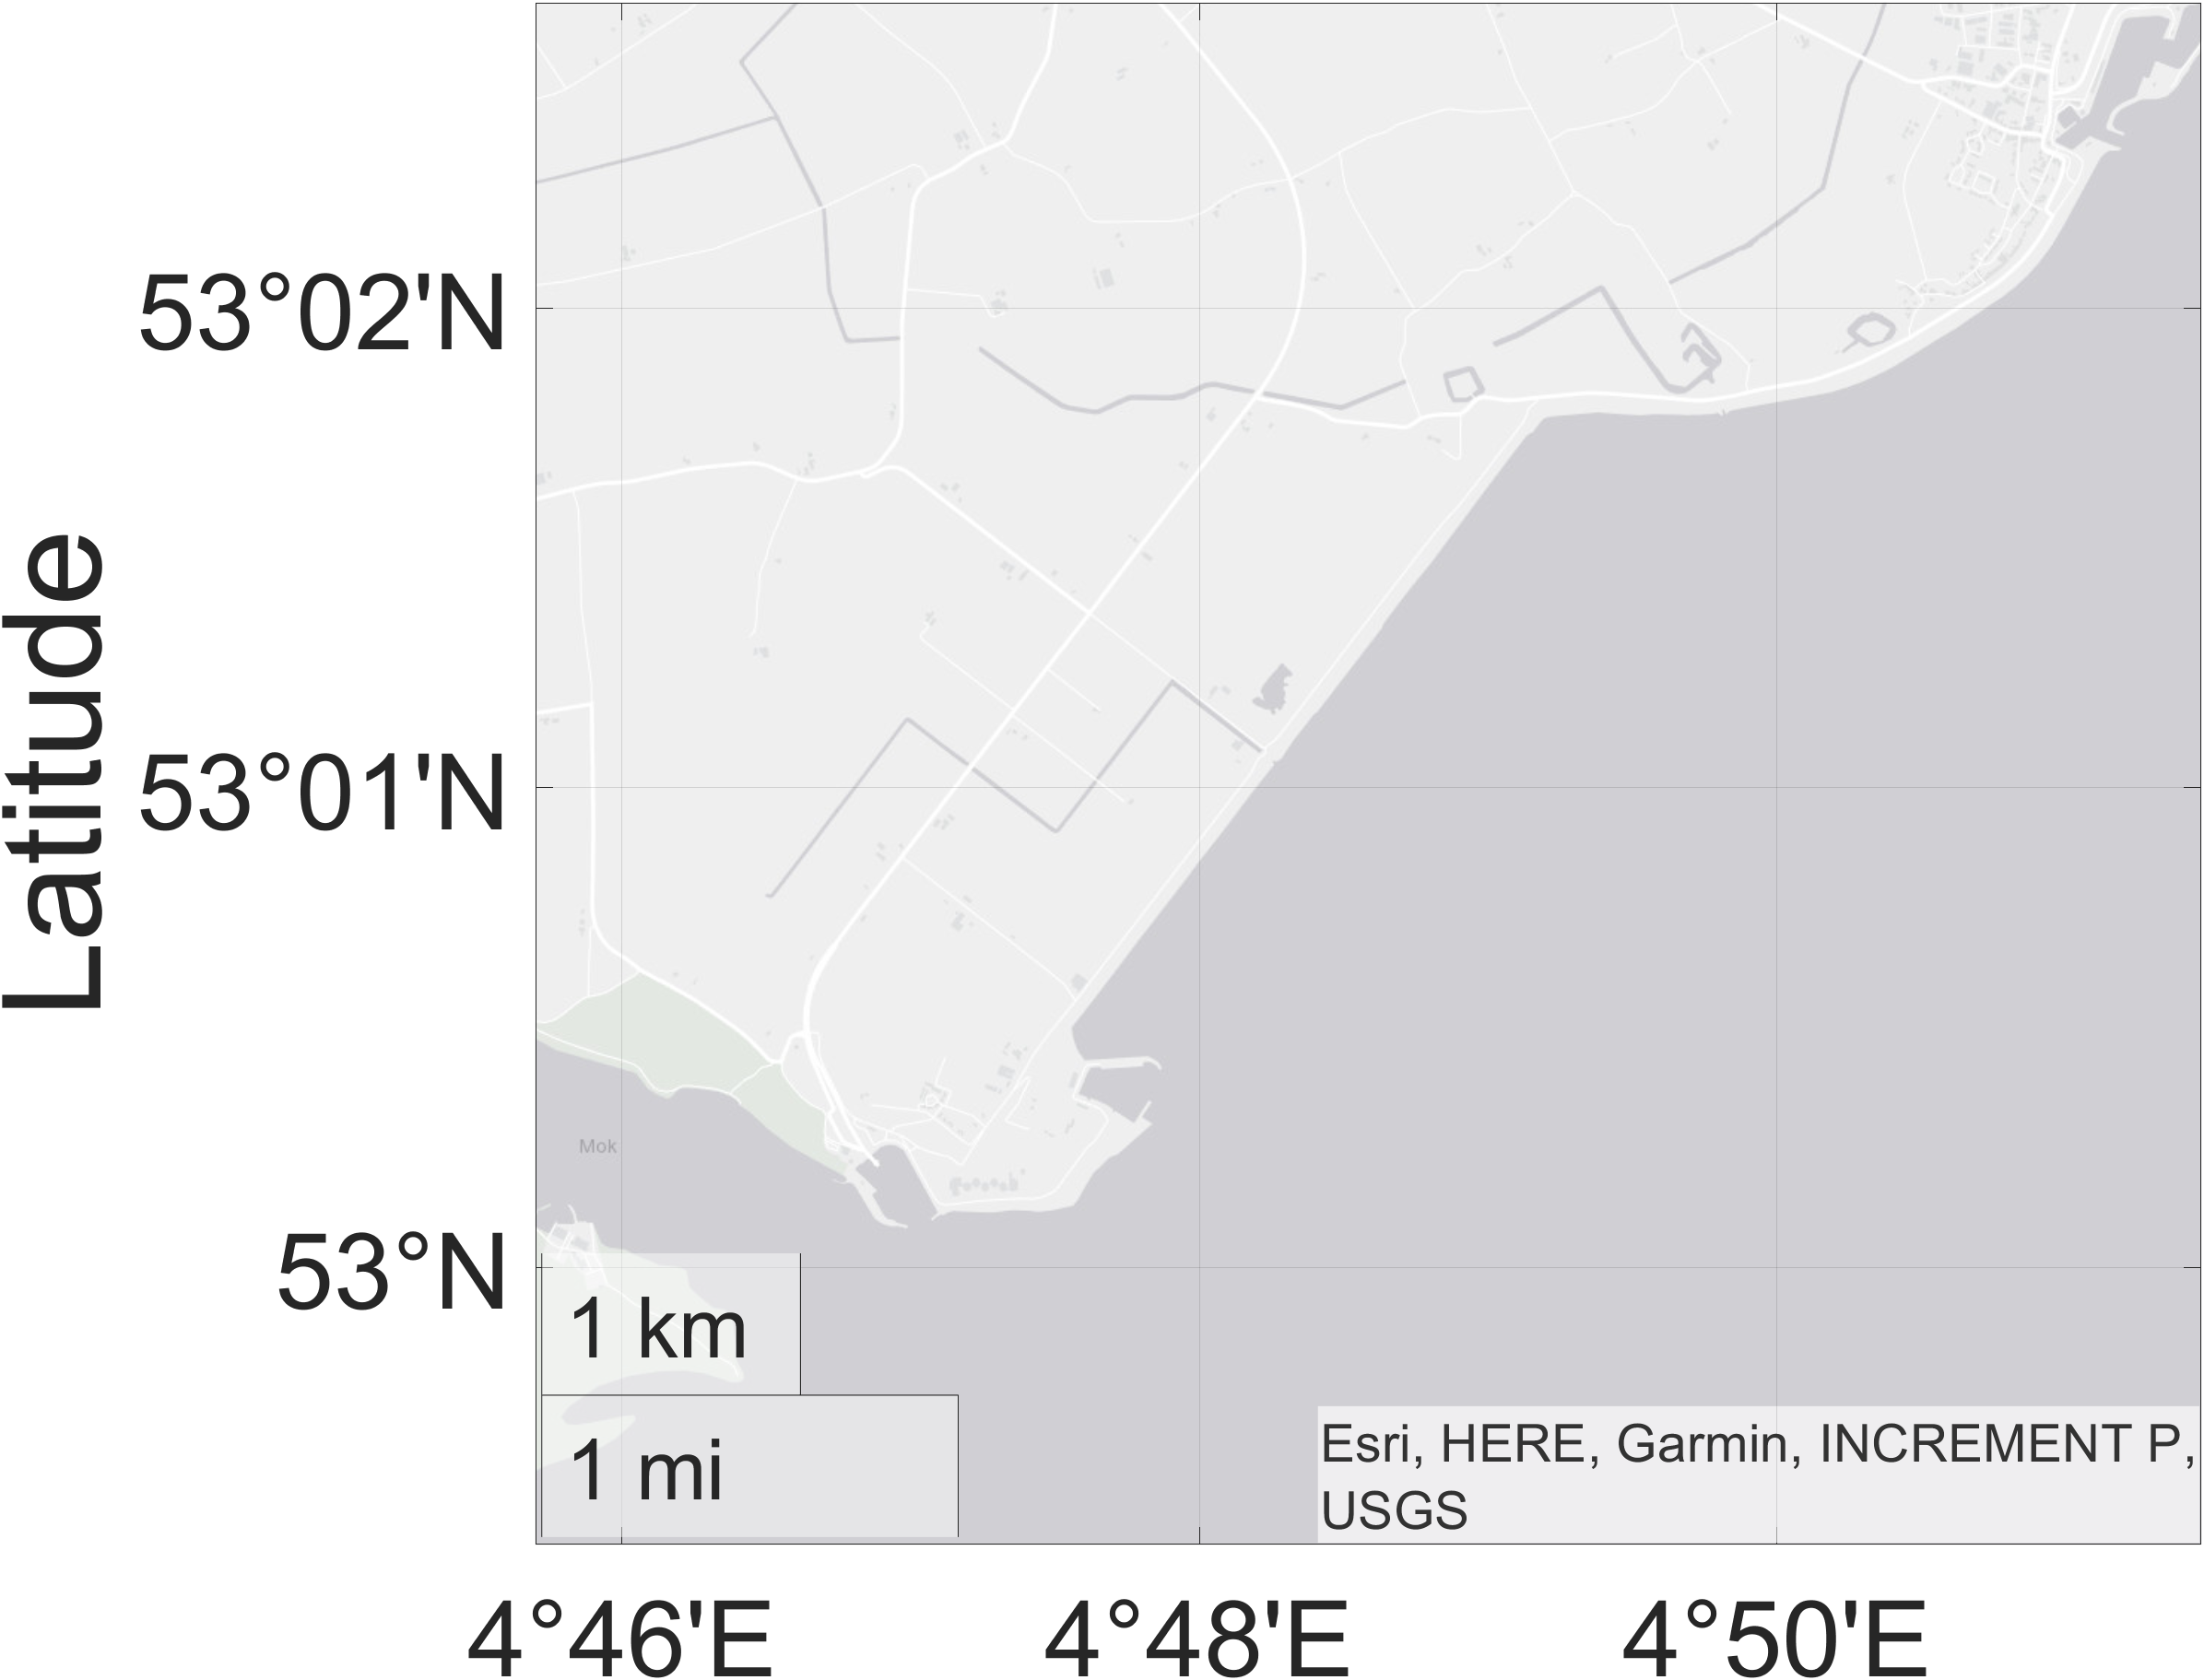 Latitude
53°02'N
53°01'N
53°N
Mok
1 km
1 mi
Esri, HERE, Garmin, INCREMENT P,
USGS
4°46'E
4°48'E
4°50'E